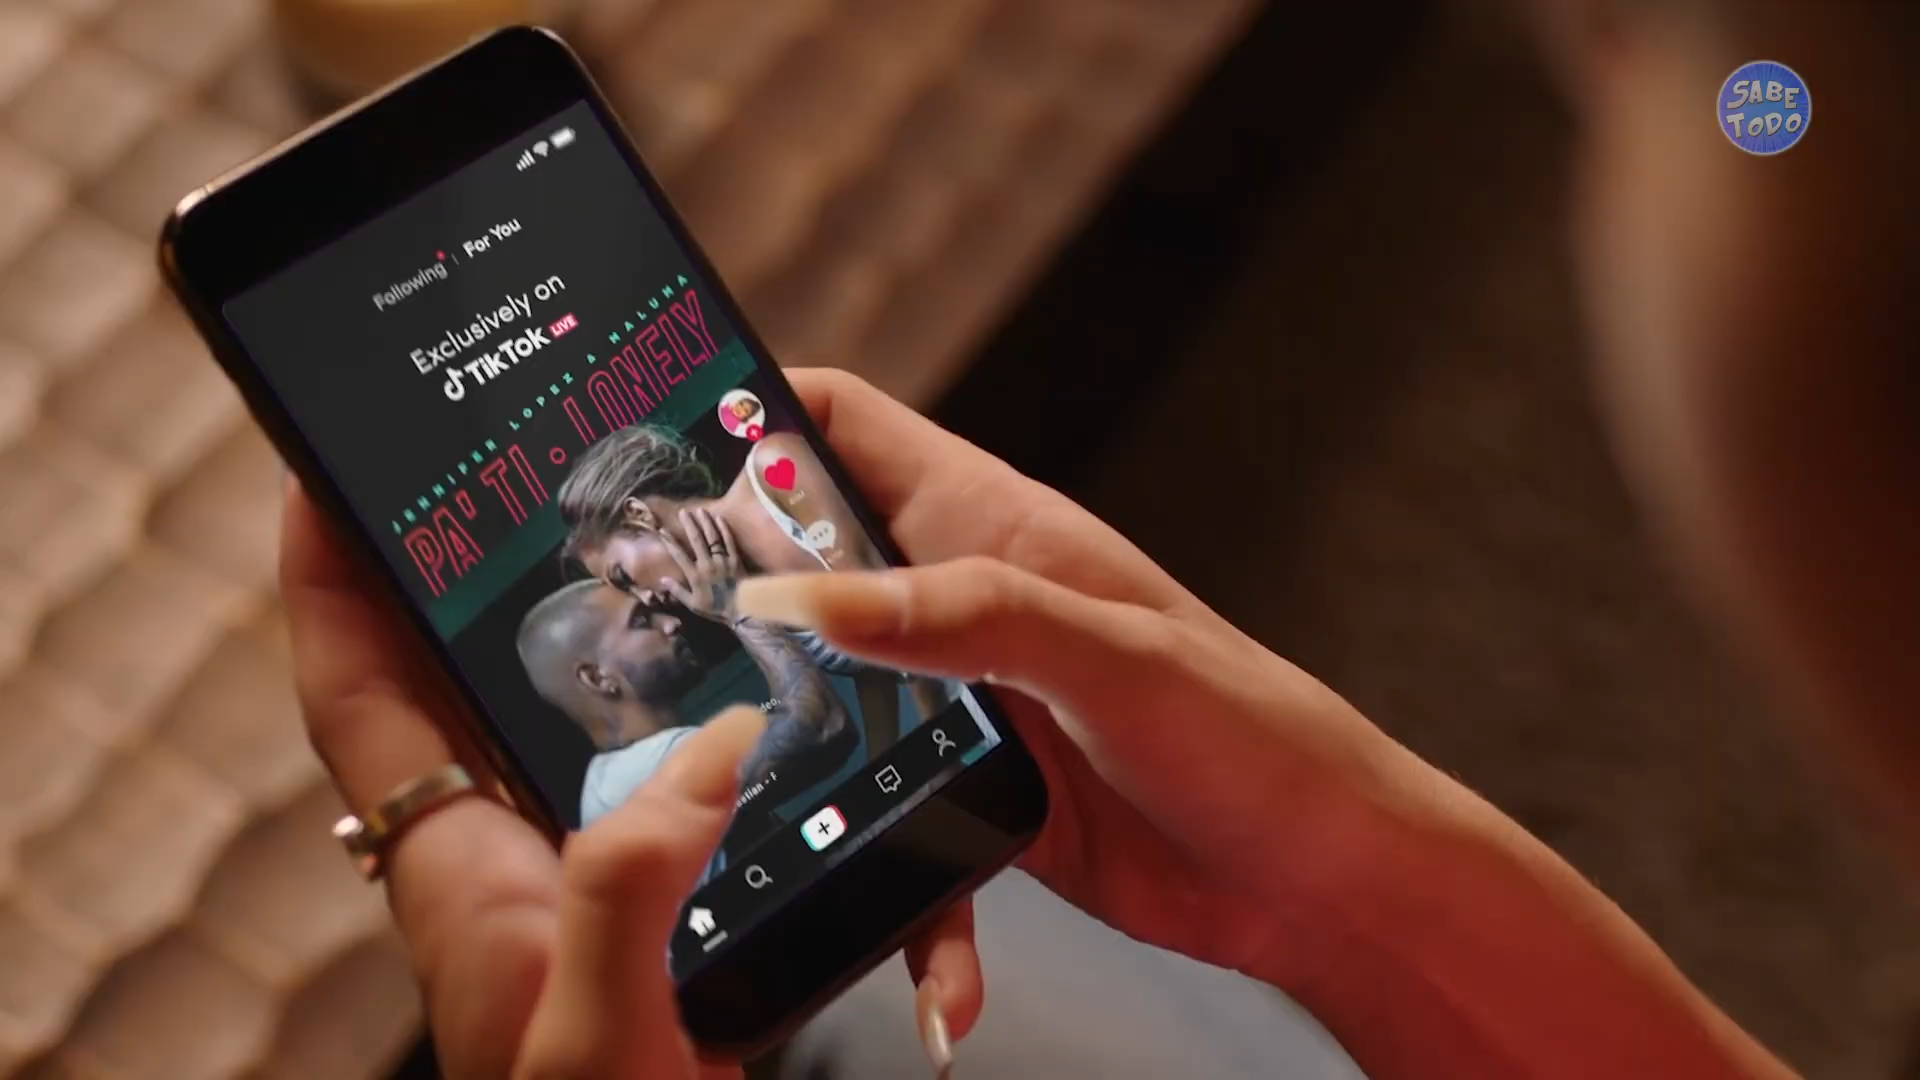 SABE
TODO
Following
For You
Exclusively on
TikTok LIVE
JENNIFER LOPEZ & MALUMA
PA' TI · LONELY